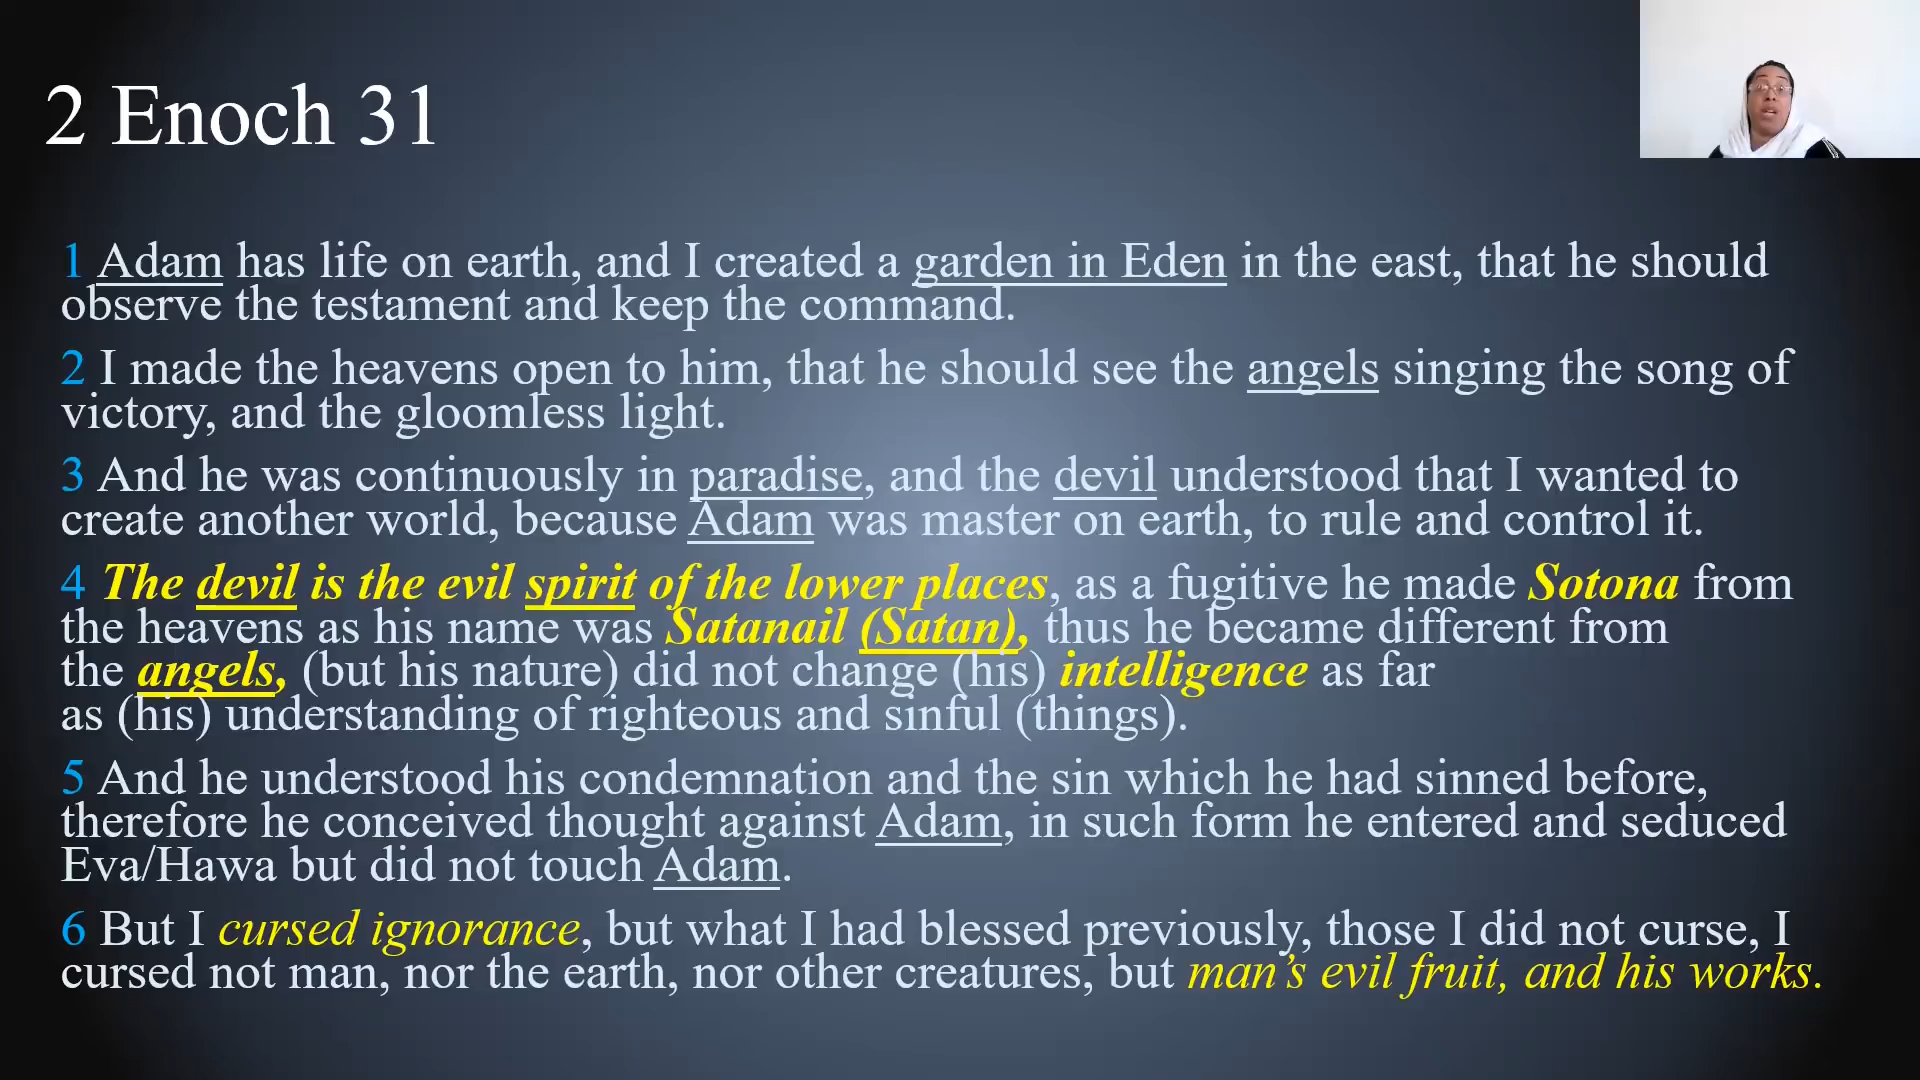 2 Enoch 31
1 Adam has life on earth, and I created a garden in Eden in the east, that he should
observe the testament and keep the command.
2 I made the heavens open to him, that he should see the angels singing the song of
victory, and the gloomless light.
3 And he was continuously in paradise, and the devil understood that I wanted to
create another world, because Adam was master on earth, to rule and control it.
4 The devil is the evil spirit of the lower places, as a fugitive he made Sotona from
the heavens as his name was Satanail (Satan), thus he became different from
the angels, (but his nature) did not change (his) intelligence as far
as (his) understanding of righteous and sinful (things).
5 And he understood his condemnation and the sin which he had sinned before,
therefore he conceived thought against Adam, in such form he entered and seduced
Eva/Hawa but did not touch Adam.
6 But I cursed ignorance, but what I had blessed previously, those I did not curse, I
cursed not man, nor the earth, nor other creatures, but man’s evil fruit, and his works.